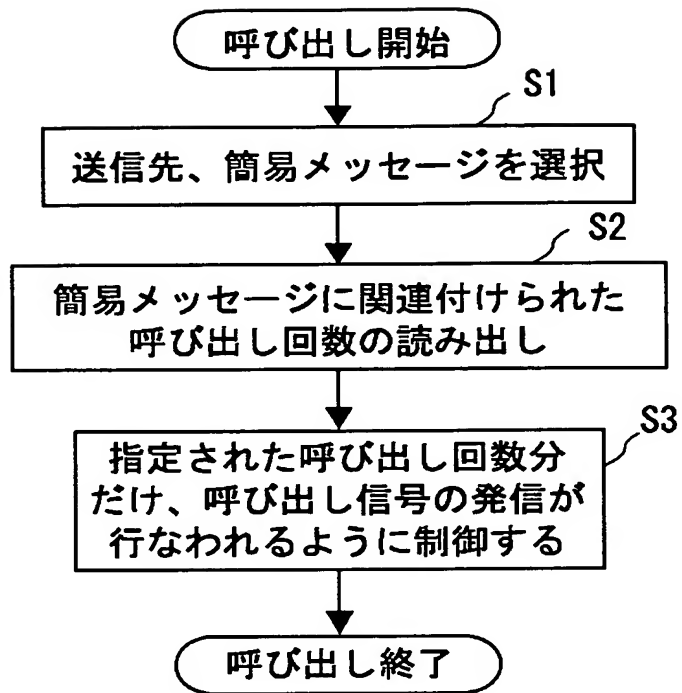 呼び出し開始
S1
送信先、簡易メッセージを選択
S2
簡易メッセージに関連付けられた
呼び出し回数の読み出し
S3
指定された呼び出し回数分
だけ、呼び出し信号の発信が
行なわれるように制御する
呼び出し終了